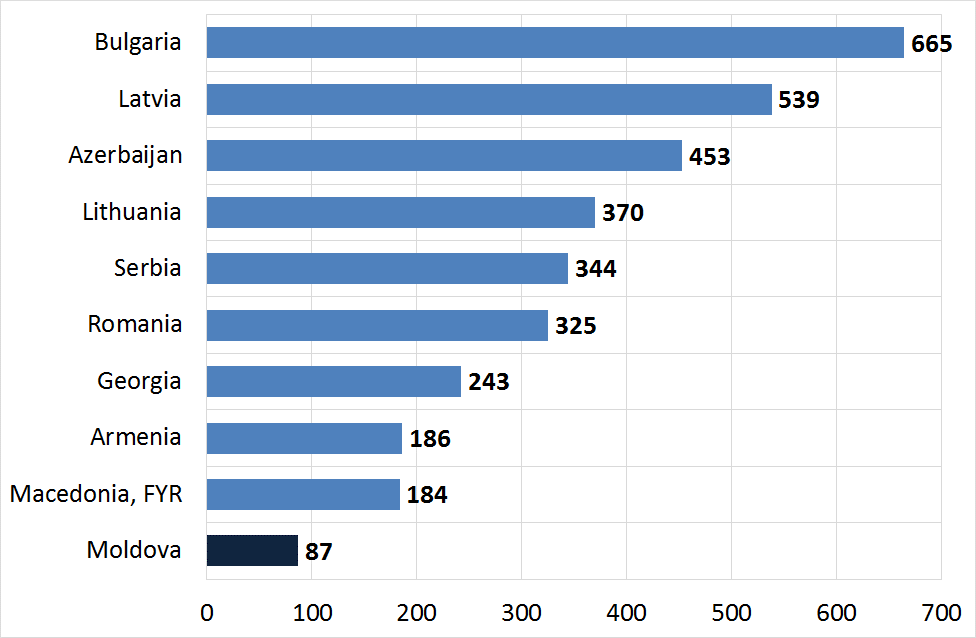 Bulgaria 665
Latvia 539
Azerbaijan 453
Lithuania 370
Serbia 344
Romania 325
Georgia 243
Armenia 186
Macedonia, FYR 184
Moldova 87
0 100 200 300 400 500 600 700